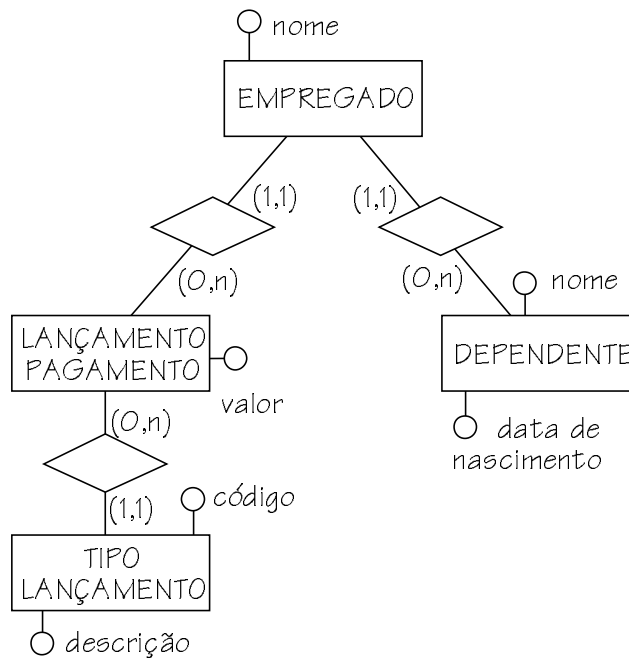 nome
EMPREGADO
(1,1)
(1,1)
(0,n)
(0,n)
nome
LANÇAMENTO
PAGAMENTO
DEPENDENTE
valor
(0,n)
data de
nascimento
(1,1)
código
TIPO
LANÇAMENTO
descrição